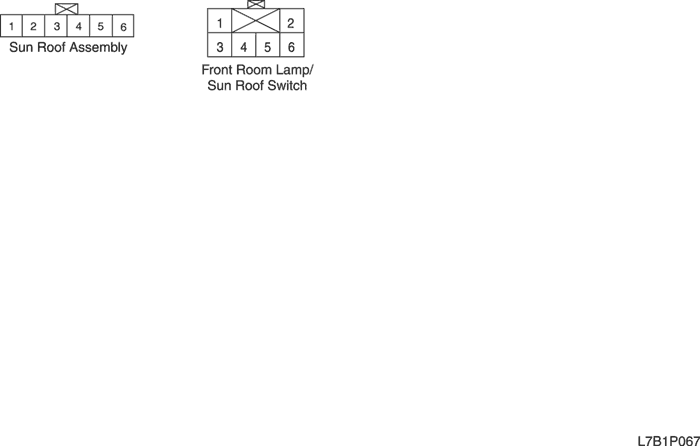 1 2 3 4 5 6
Sun Roof Assembly
1 2
3 4 5 6
Front Room Lamp/
Sun Roof Switch
L7B1P067